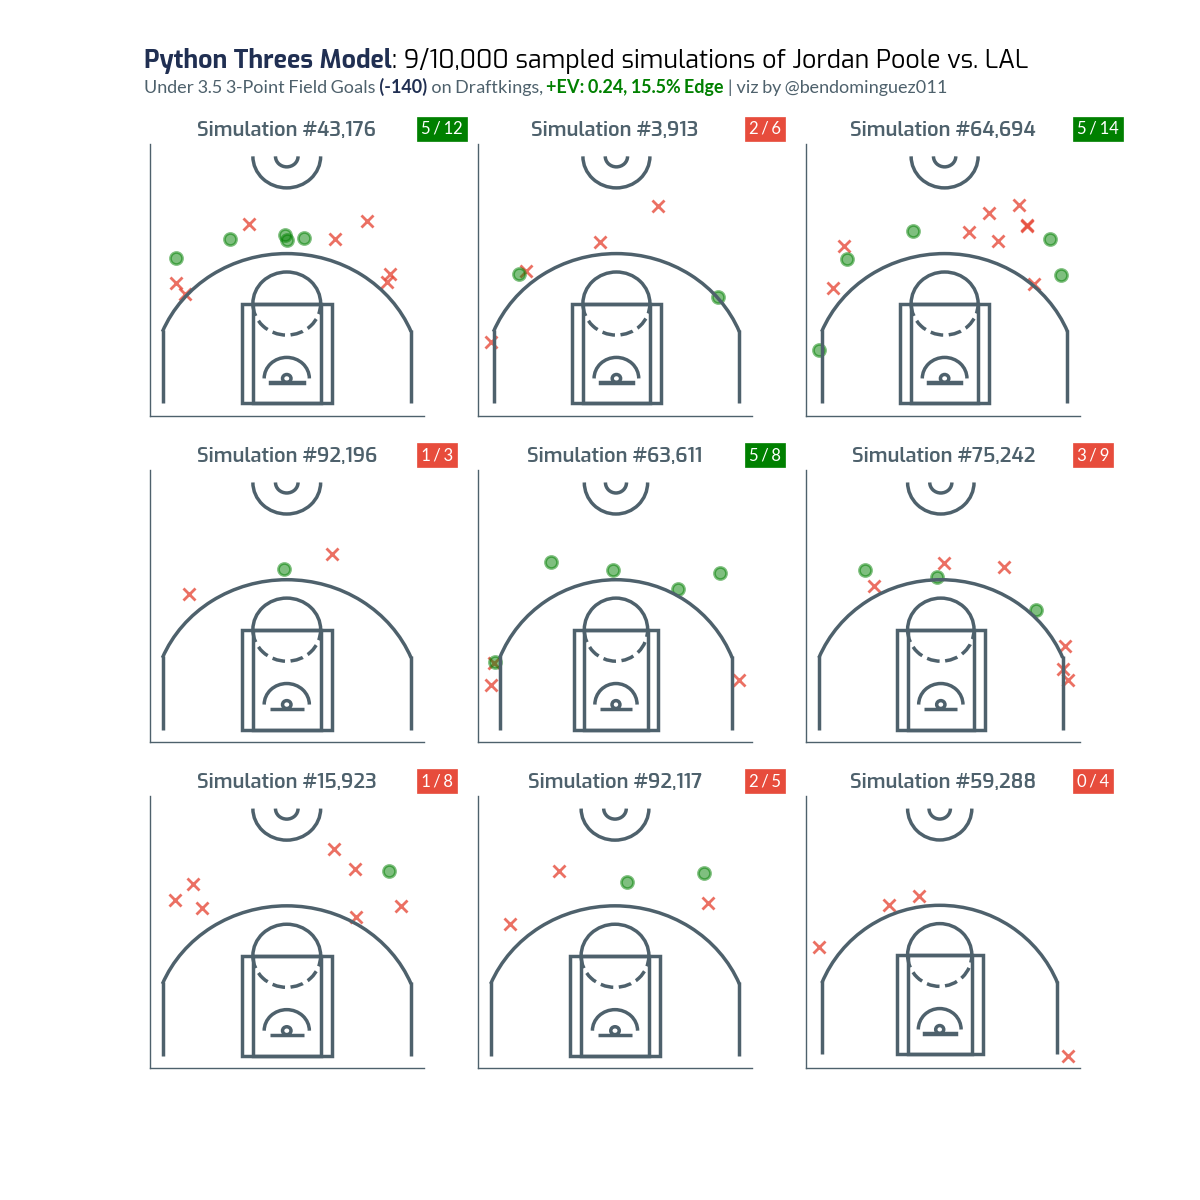 Python Threes Model: 9/10,000 sampled simulations of Jordan Poole vs. LAL
Under 3.5 3-Point Field Goals (-140) on Draftkings, +EV: 0.24, 15.5% Edge | viz by @bendominguez011
Simulation #43,176 5 / 12
Simulation #3,913 2 / 6
Simulation #64,694 5 / 14
Simulation #92,196 1 / 3
Simulation #63,611 5 / 8
Simulation #75,242 3 / 9
Simulation #15,923 1 / 8
Simulation #92,117 2 / 5
Simulation #59,288 0 / 4